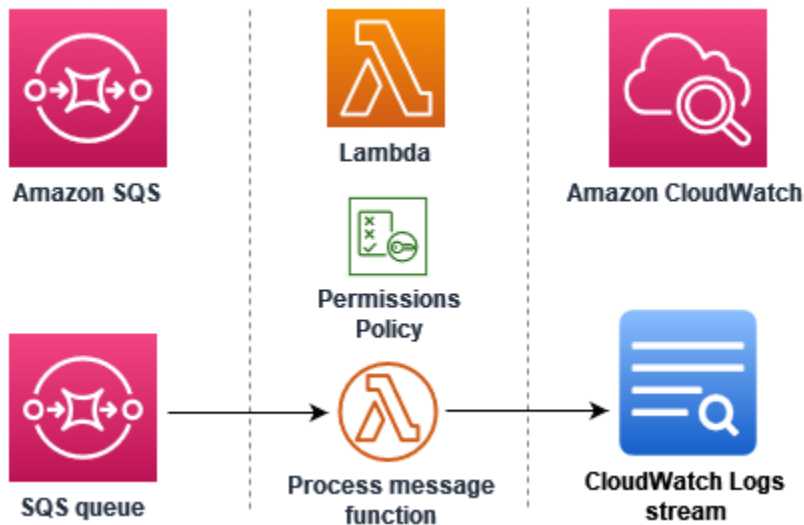 Amazon SQS
Lambda
Amazon CloudWatch
Permissions
Policy
SQS queue
Process message
function
CloudWatch Logs
stream